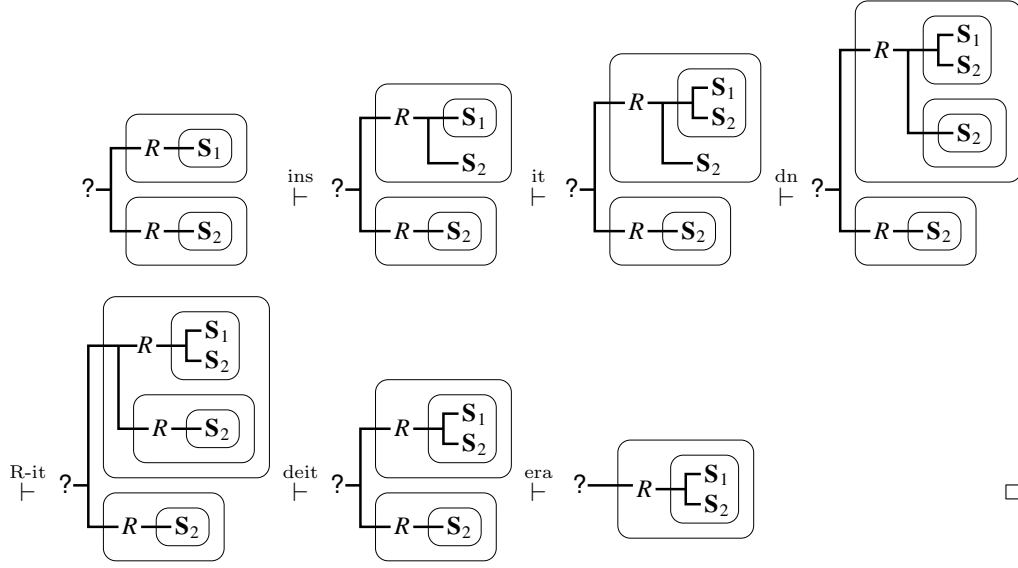 R S₁
?
R S₂
ins
⊢
R S₁
S₂
?
R S₂
it
⊢
S₁
R
S₂
S₂
?
R S₂
dn
⊢
S₁
R
S₂
S₂
?
R S₂
R-it
⊢
S₁
R
S₂
R S₂
?
R S₂
deit
⊢
S₁
R
S₂
?
R S₂
era
⊢
S₁
? R
S₂
□